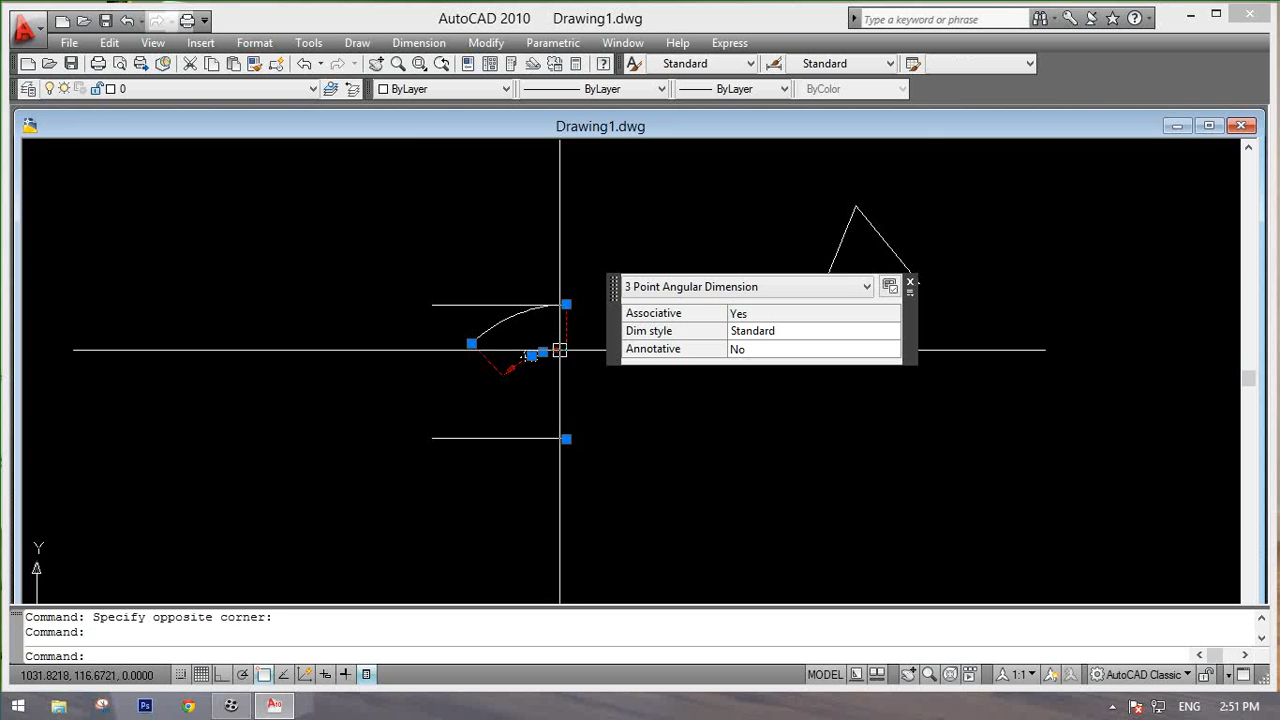 AutoCAD 2010 Drawing1.dwg
Type a keyword or phrase
File Edit View Insert Format Tools Draw Dimension Modify Parametric Window Help Express
Standard Standard
0 ByLayer ByLayer ByLayer ByColor
Drawing1.dwg
3 Point Angular Dimension
Associative Yes
Dim style Standard
Annotative No
Y
Command: Specify opposite corner:
Command:
Command:
1031.8218, 116.6721, 0.0000 MODEL 1:1 AutoCAD Classic
Ps ENG 2:51 PM